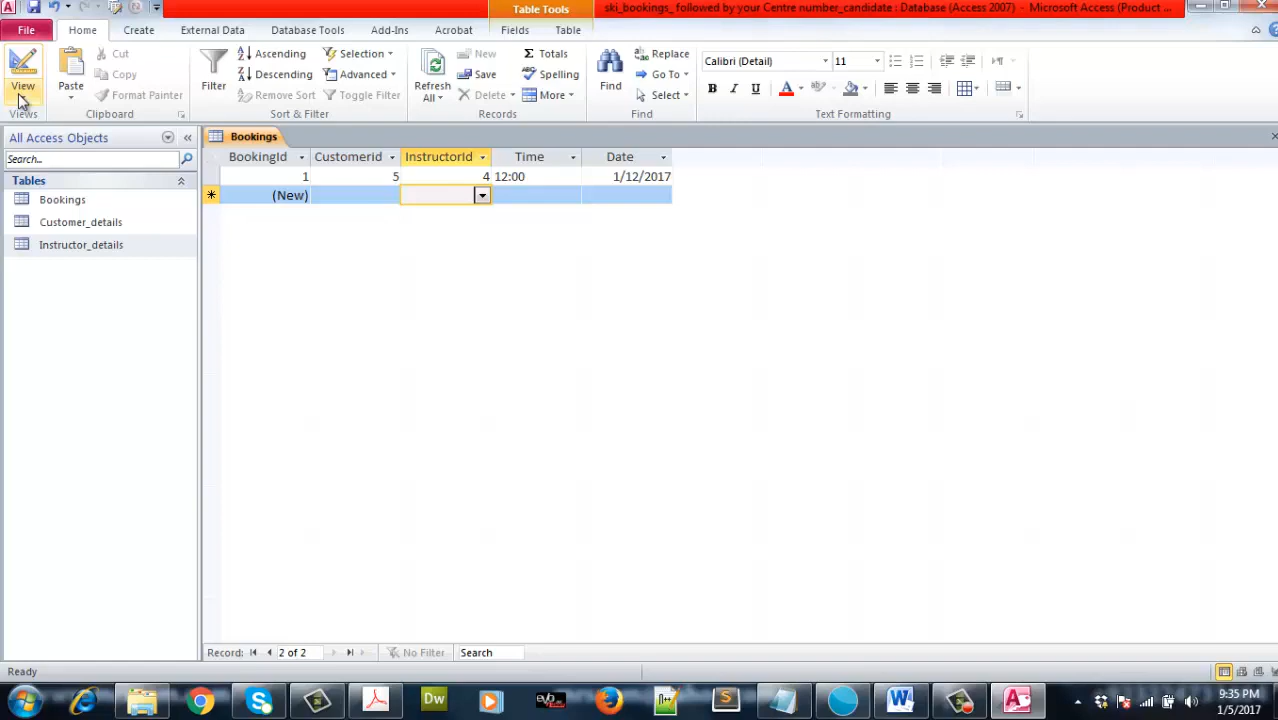 Table Tools
ski_bookings_ followed by your Centre number_candidate : Database (Access 2007) - Microsoft Access (Product ...
File Home Create External Data Database Tools Add-Ins Acrobat Fields Table
View
Views
Paste
Cut
Copy
Format Painter
Clipboard
Filter
Ascending
Descending
Remove Sort
Selection
Advanced
Toggle Filter
Sort & Filter
Refresh
All
New
Save
Delete
Totals
Spelling
More
Records
Find
Replace
Go To
Select
Find
Calibri (Detail) 11
B I U A
Text Formatting
All Access Objects
Search...
Tables
Bookings
Customer_details
Instructor_details
Bookings
BookingId CustomerId InstructorId Time Date
1 5 4 12:00 1/12/2017
(New)
Record: 2 of 2 No Filter Search
Ready
Dw
9:35 PM
1/5/2017